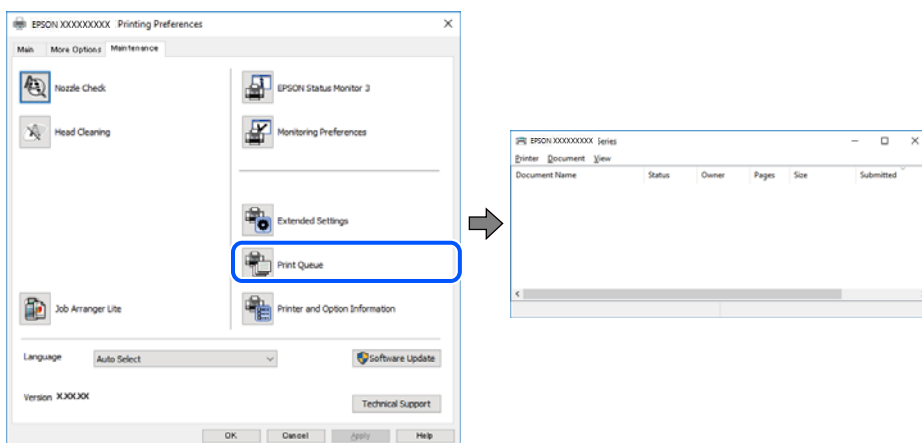 EPSON XXXXXXXXX Printing Preferences
Main More Options Maintenance
Nozzle Check
Head Cleaning
Job Arranger Lite
EPSON Status Monitor 3
Monitoring Preferences
Extended Settings
Print Queue
Printer and Option Information
Language Auto Select Software Update
Version X.XX.XX
Technical Support
OK Cancel Apply Help
EPSON XXXXXXXXX Series
Printer Document View
Document Name Status Owner Pages Size Submitted